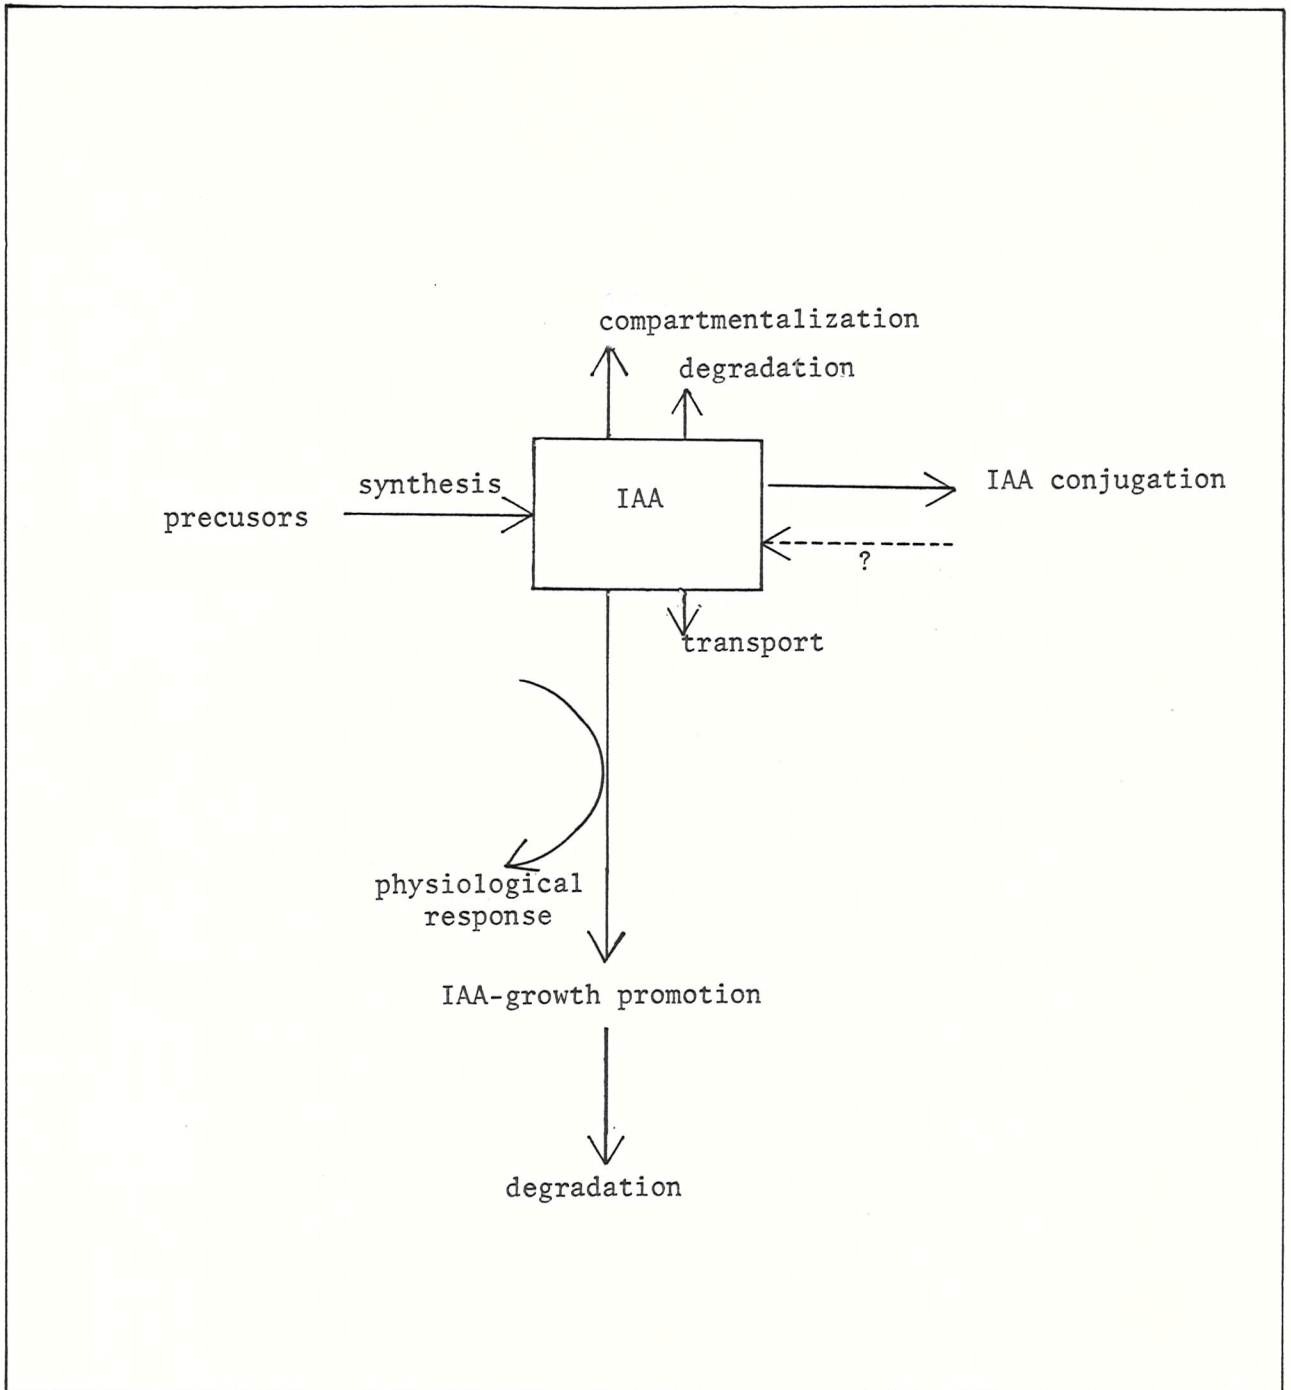 compartmentalization
degradation
synthesis
IAA
IAA conjugation
precusors
?
transport
physiological
response
IAA-growth promotion
degradation